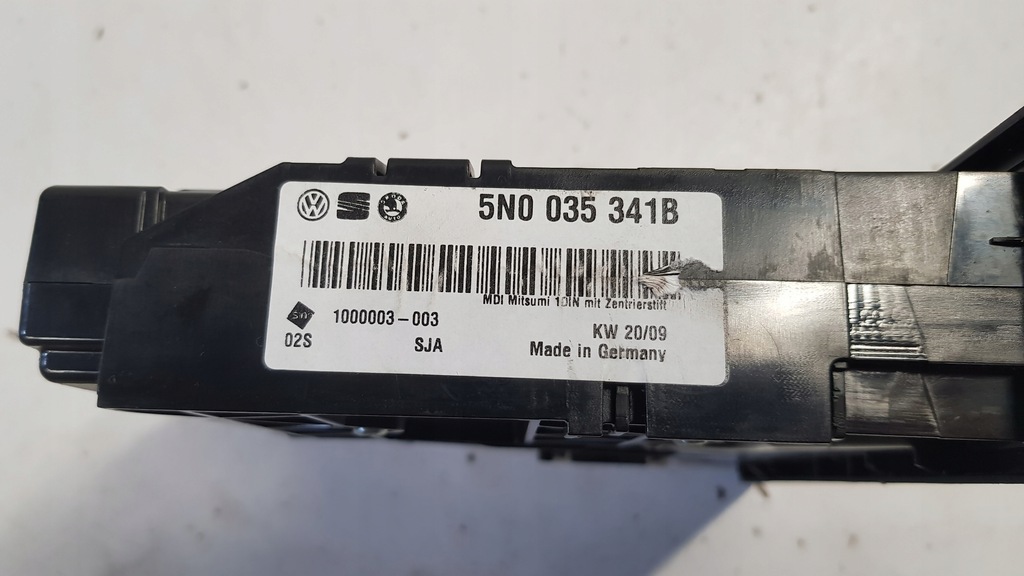 5N0 035 341B
MDI Mitsumi 1DIN mit Zentrierstift
1000003-003
KW 20/09
02S
SJA
Made in Germany